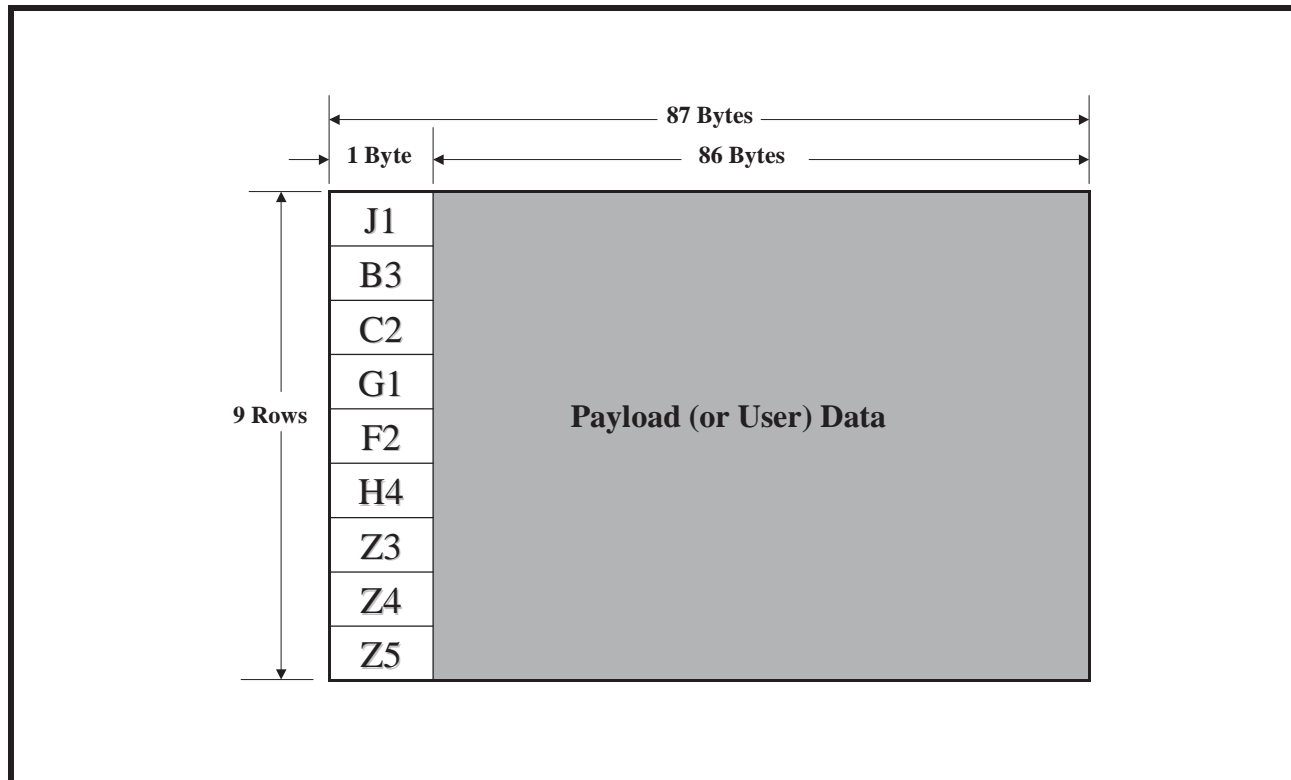 87 Bytes
1 Byte
86 Bytes
J1
B3
C2
G1
9 Rows
Payload (or User) Data
F2
H4
Z3
Z4
Z5